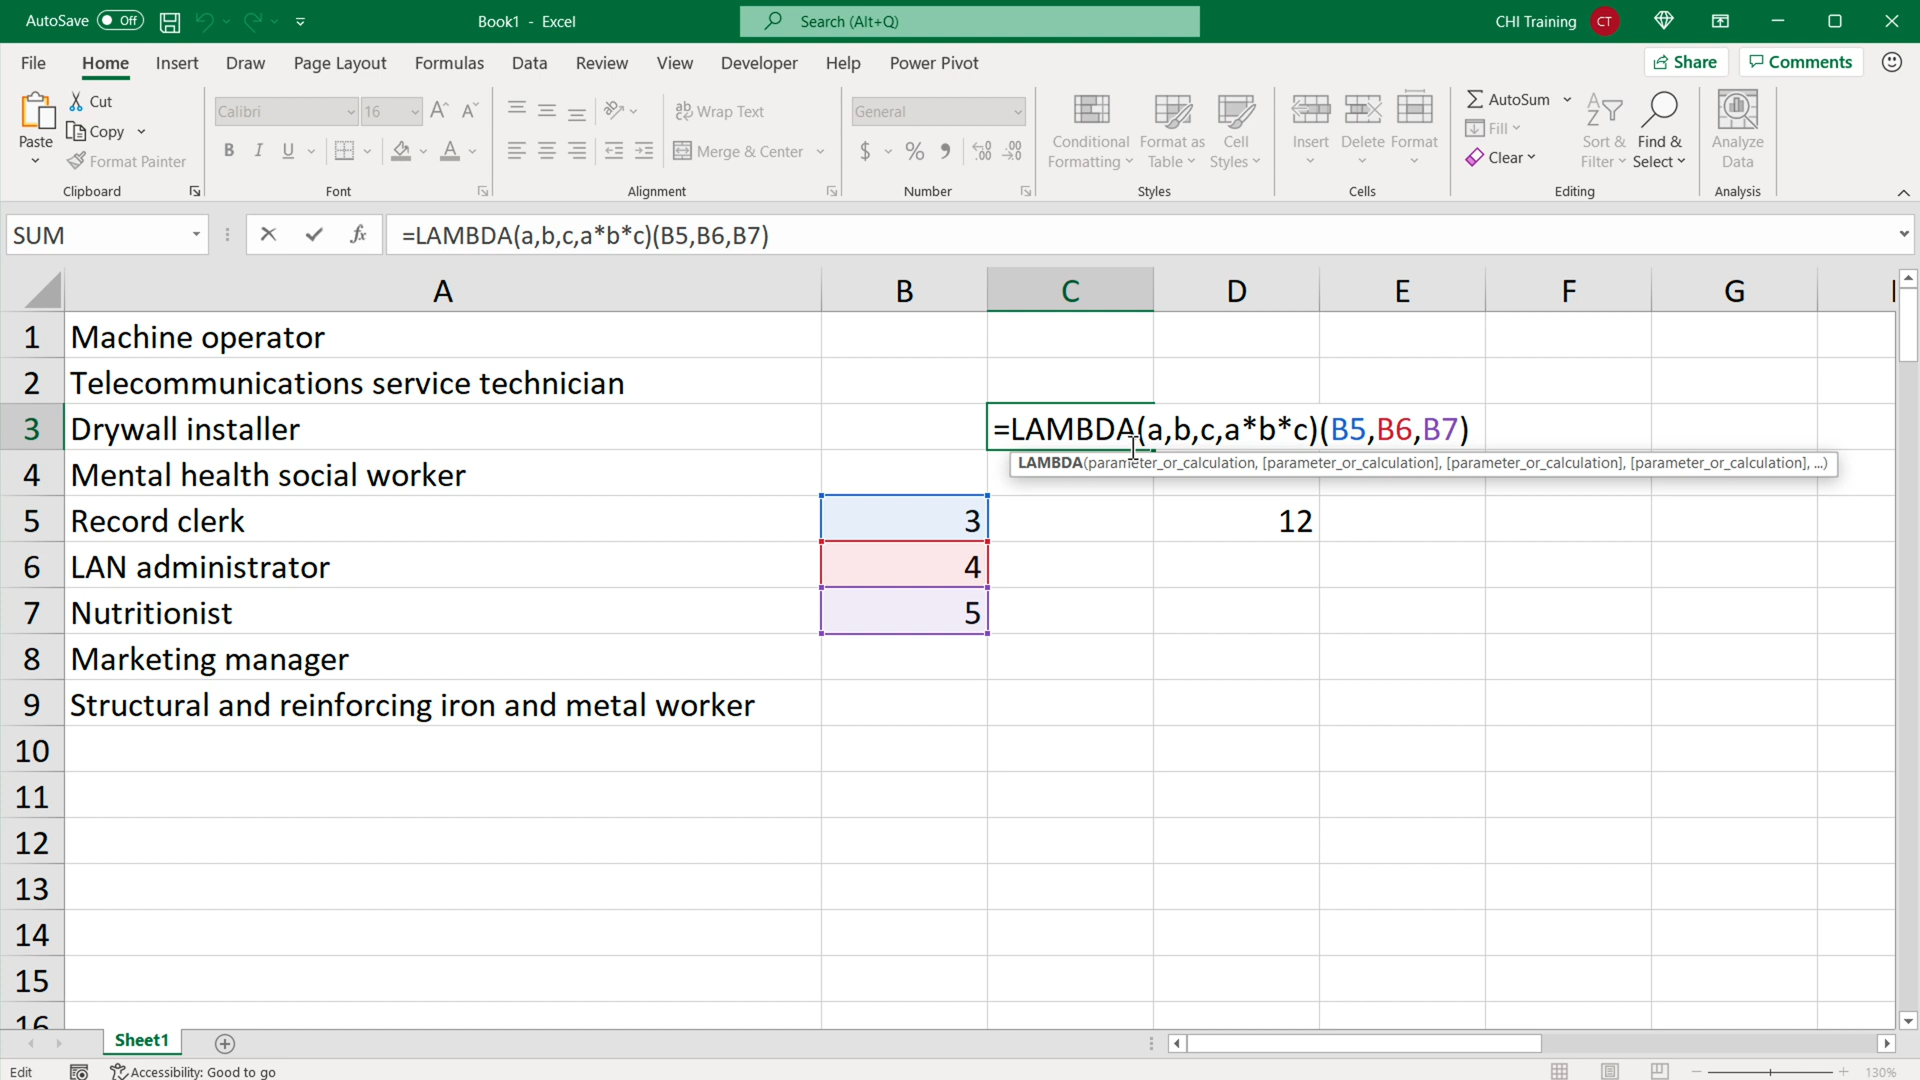 AutoSave Off Book1 - Excel Search (Alt+Q) CHI Training CT
File Home Insert Draw Page Layout Formulas Data Review View Developer Help Power Pivot Share Comments
Paste
Cut
Copy
Format Painter
Clipboard
Calibri 16
B I U
Font
Wrap Text
Merge & Center
Alignment
General
$ % 9 .00
Number
Conditional Formatting
Format as Table
Cell Styles
Styles
Insert Delete Format
Cells
AutoSum
Fill
Clear
Sort & Filter
Find & Select
Editing
Analyze Data
Analysis
SUM fx =LAMBDA(a,b,c,a*b*c)(B5,B6,B7)
A B C D E F G
1 Machine operator
2 Telecommunications service technician
3 Drywall installer =LAMBDA(a,b,c,a*b*c)(B5,B6,B7)
LAMBDA(parameter_or_calculation, [parameter_or_calculation], [parameter_or_calculation], [parameter_or_calculation], ...)
4 Mental health social worker
5 Record clerk 3 12
6 LAN administrator 4
7 Nutritionist 5
8 Marketing manager
9 Structural and reinforcing iron and metal worker
10
11
12
13
14
15
16
Sheet1
Edit Accessibility: Good to go 130%